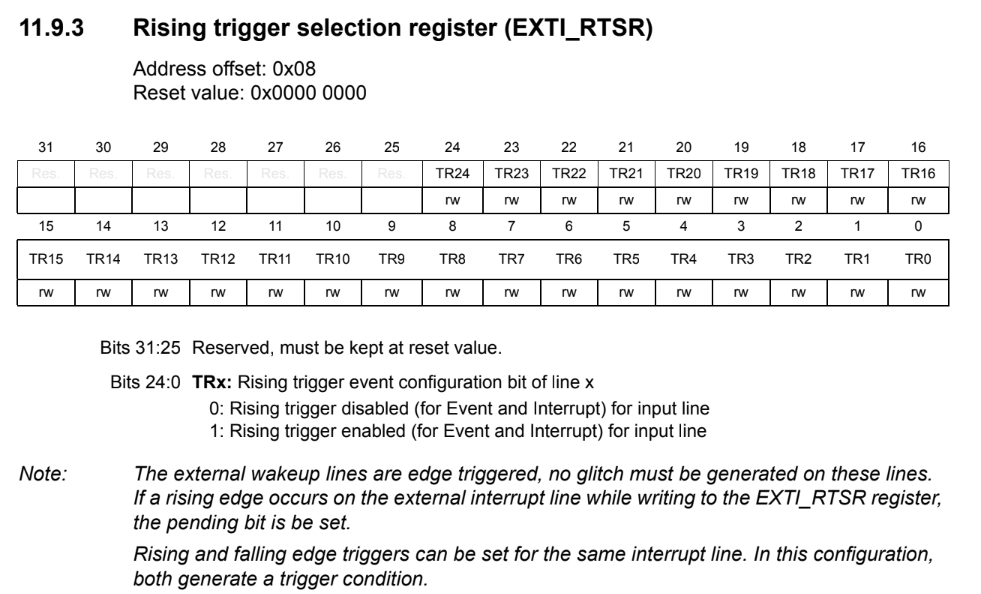 11.9.3 Rising trigger selection register (EXTI_RTSR)
Address offset: 0x08
Reset value: 0x0000 0000
31 30 29 28 27 26 25 24 23 22 21 20 19 18 17 16
Res. Res. Res. Res. Res. Res. Res. TR24 TR23 TR22 TR21 TR20 TR19 TR18 TR17 TR16
rw rw rw rw rw rw rw rw rw
15 14 13 12 11 10 9 8 7 6 5 4 3 2 1 0
TR15 TR14 TR13 TR12 TR11 TR10 TR9 TR8 TR7 TR6 TR5 TR4 TR3 TR2 TR1 TR0
rw rw rw rw rw rw rw rw rw rw rw rw rw rw rw rw
Bits 31:25 Reserved, must be kept at reset value.
Bits 24:0 TRx: Rising trigger event configuration bit of line x
0: Rising trigger disabled (for Event and Interrupt) for input line
1: Rising trigger enabled (for Event and Interrupt) for input line
Note: The external wakeup lines are edge triggered, no glitch must be generated on these lines.
If a rising edge occurs on the external interrupt line while writing to the EXTI_RTSR register,
the pending bit is be set.
Rising and falling edge triggers can be set for the same interrupt line. In this configuration,
both generate a trigger condition.